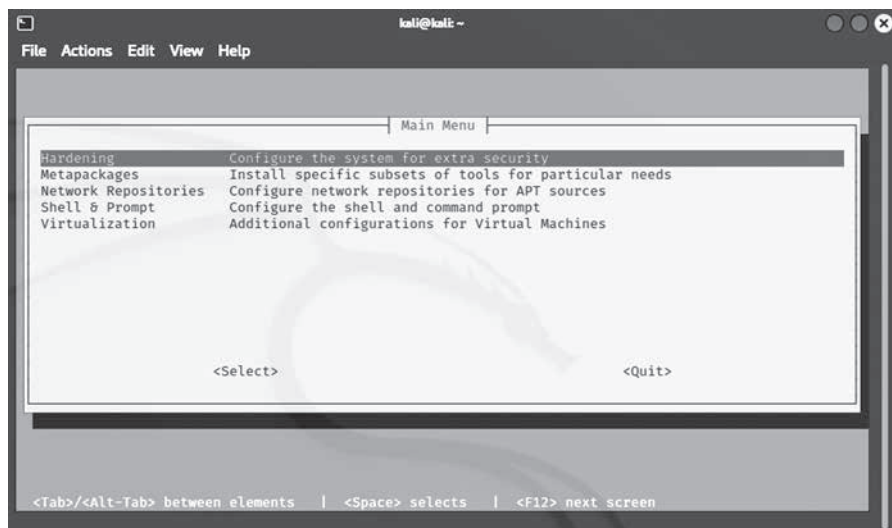 kali@kali: ~
File Actions Edit View Help
Main Menu
Hardening Configure the system for extra security
Metapackages Install specific subsets of tools for particular needs
Network Repositories Configure network repositories for APT sources
Shell & Prompt Configure the shell and command prompt
Virtualization Additional configurations for Virtual Machines
<Select> <Quit>
<Tab>/<Alt-Tab> between elements | <Space> selects | <F12> next screen